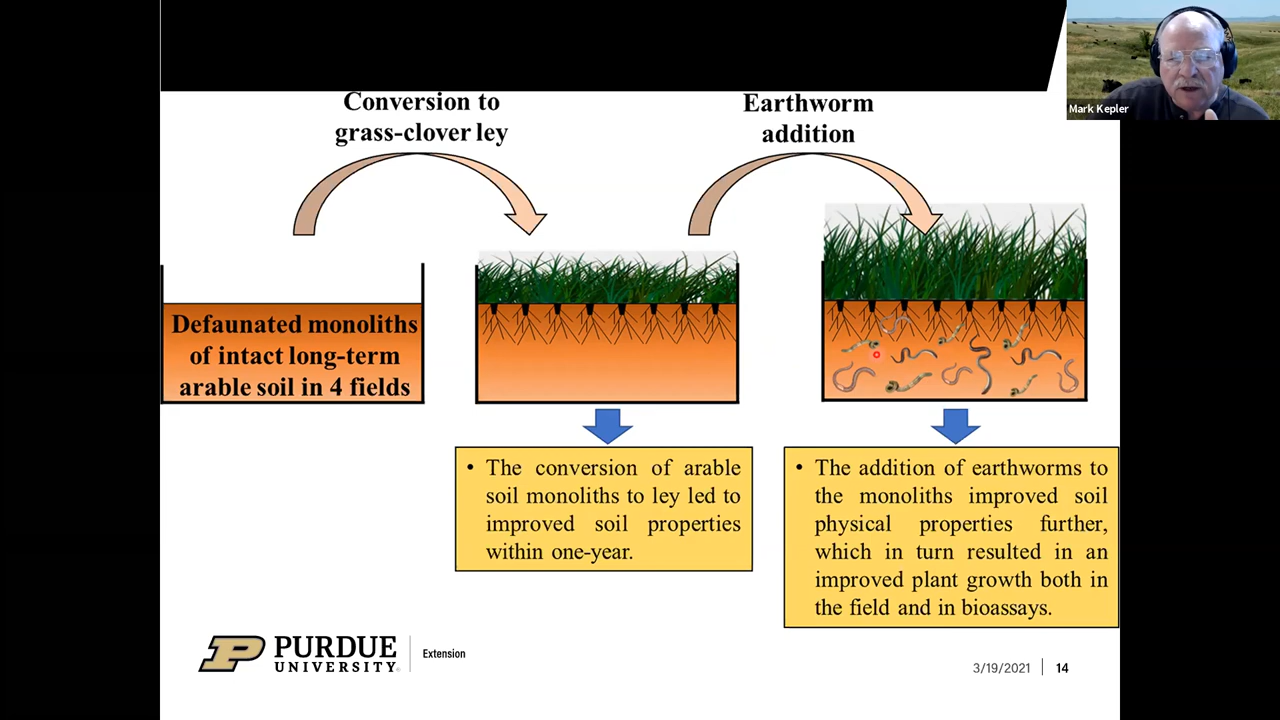 Mark Kepler
Conversion to
grass-clover ley
Earthworm
addition
Defaunated monoliths
of intact long-term
arable soil in 4 fields
• The conversion of arable
soil monoliths to ley led to
improved soil properties
within one-year.
• The addition of earthworms to
the monoliths improved soil
physical properties further,
which in turn resulted in an
improved plant growth both in
the field and in bioassays.
P PURDUE
UNIVERSITY
Extension
3/19/2021 14